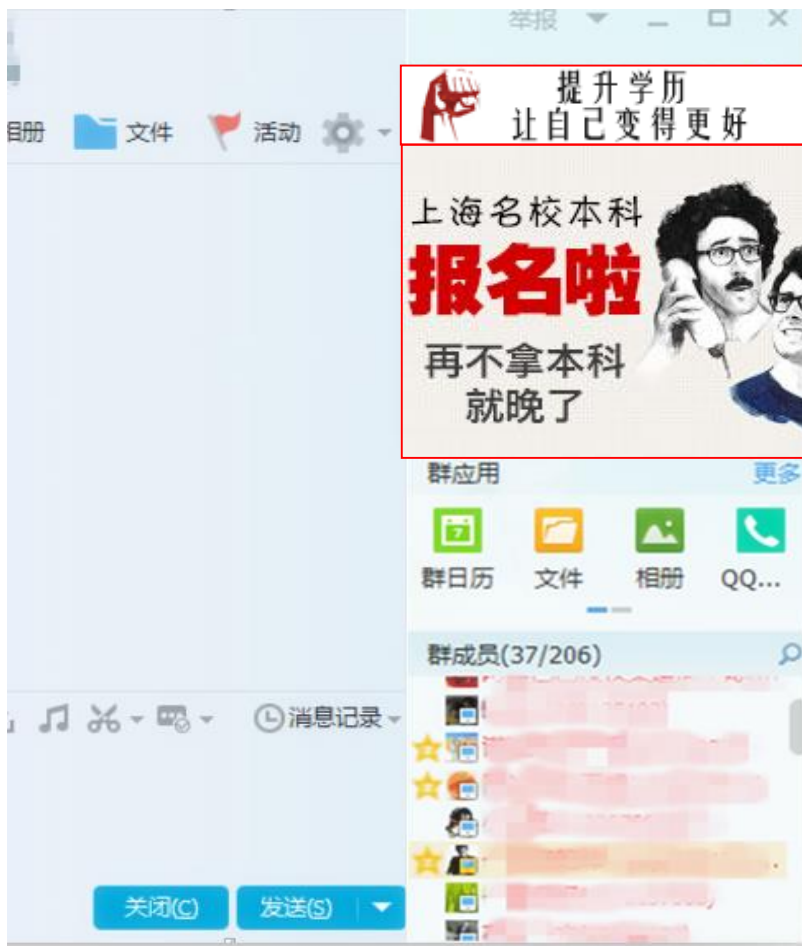 举报
提升学历
让自己变得更好
相册 文件 活动
上海名校本科
报名啦
再不拿本科
就晚了
群应用 更多
7
群日历 文件 相册 QQ...
群成员(37/206)
消息记录
关闭(C) 发送(S)